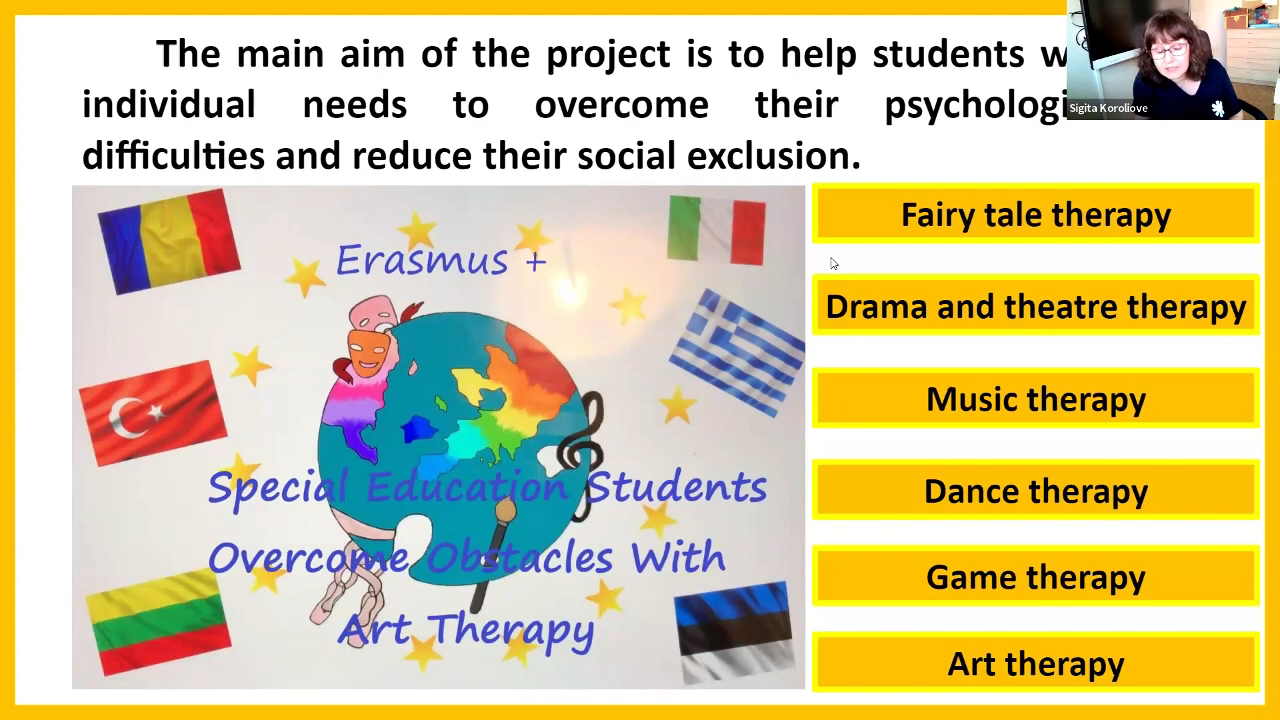 The main aim of the project is to help students
individual needs to overcome their
difficulties and reduce their social exclusion.
Sigita Koroliove
Erasmus +
Special Education Students
Overcome Obstacles With
Art Therapy
Fairy tale therapy
Drama and theatre therapy
Music therapy
Dance therapy
Game therapy
Art therapy